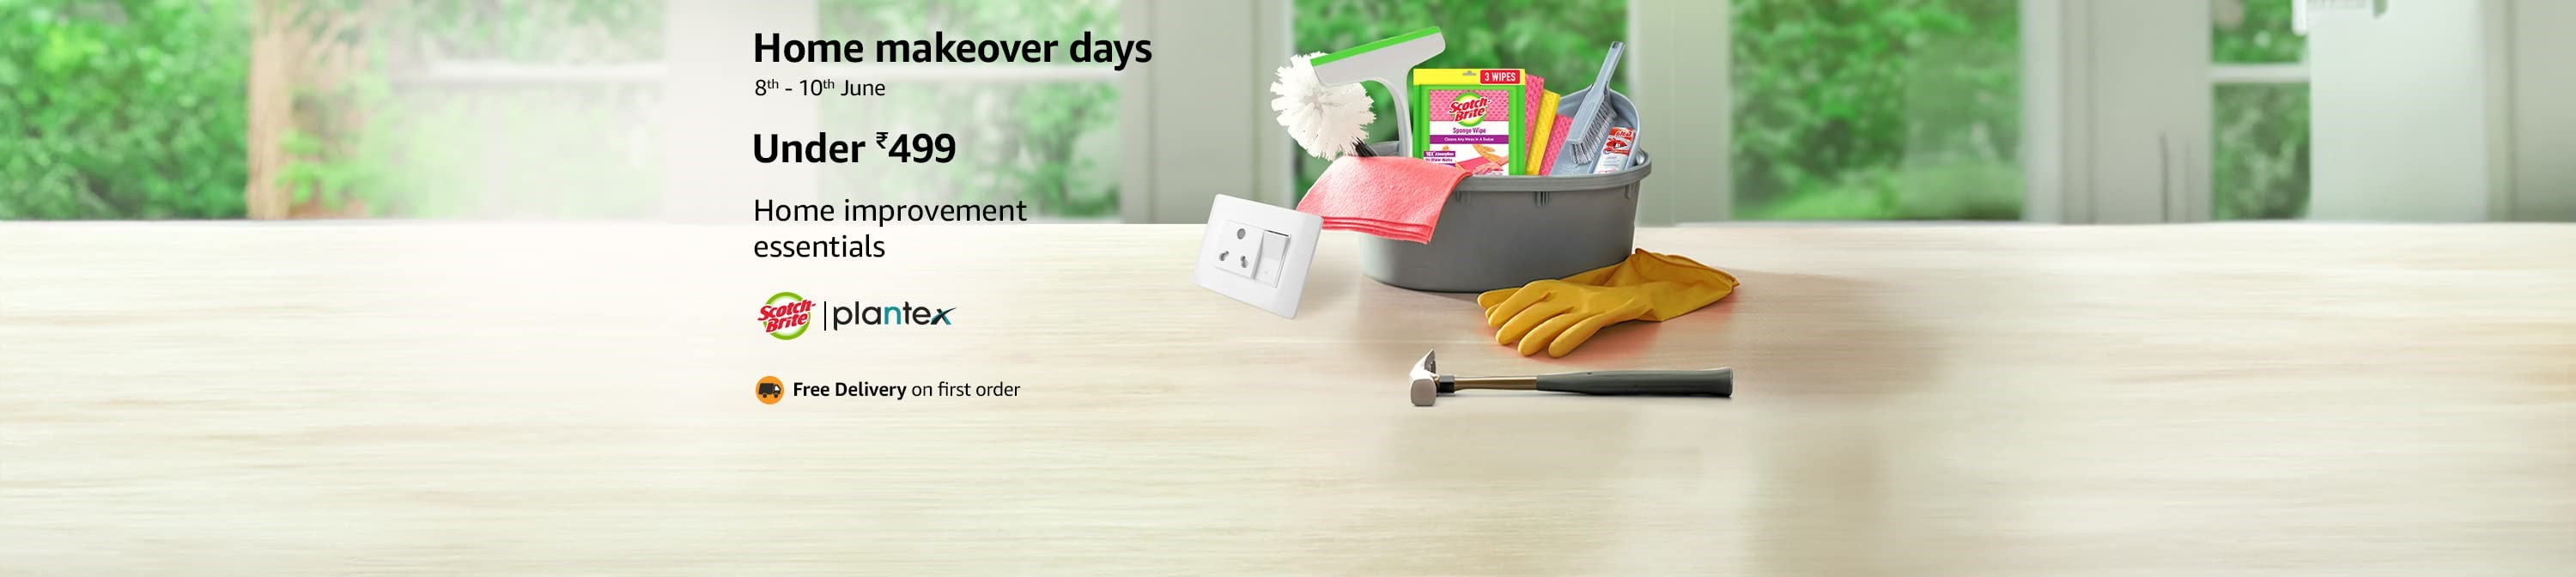 Home makeover days
8th - 10th June
Under ₹499
Home improvement
essentials
Scotch-
Brite
plantex
Free Delivery on first order
3 WIPES
Scotch-
Brite
Sponge Wipe